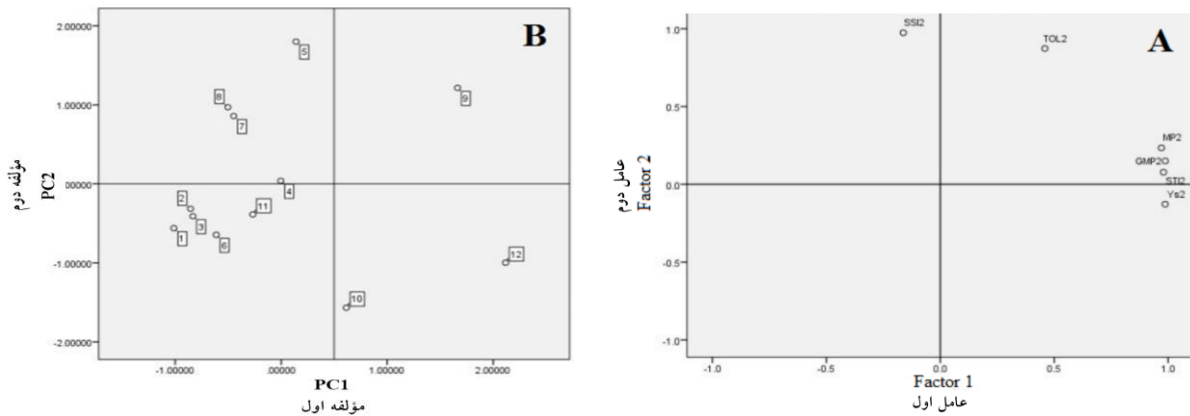 B
2.00000
1.00000
.00000
-1.00000
-2.00000
5
8
7
9
4
2
11
3
1
6
12
10
-1.00000 .00000 1.00000 2.00000
PC1
مؤلفه اول
مؤلفه دوم
PC2
A
1.0
0.5
0.0
-0.5
-1.0
SSI2
TOL2
MP2
GMP2
STI2
Ys2
-1.0 -0.5 0.0 0.5 1.0
Factor 1
عامل اول
عامل دوم
Factor 2